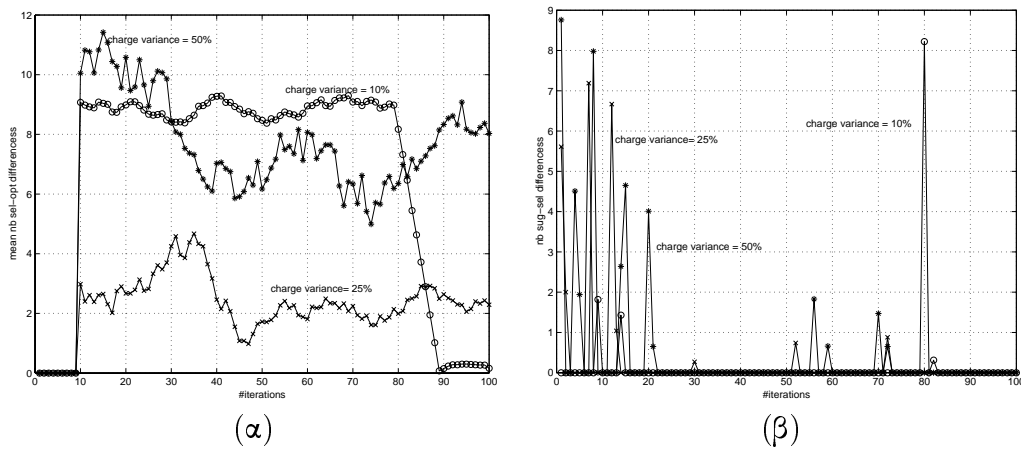 12
10
8
6
4
2
0
0 10 20 30 40 50 60 70 80 90 100
mean nb sel-opt differences
#iterations
charge variance = 50%
charge variance = 10%
charge variance= 25%
(α)
9
8
7
6
5
4
3
2
1
0
0 10 20 30 40 50 60 70 80 90 100
nb sug-sel differencess
#iterations
charge variance = 10%
charge variance = 25%
charge variance = 50%
(β)